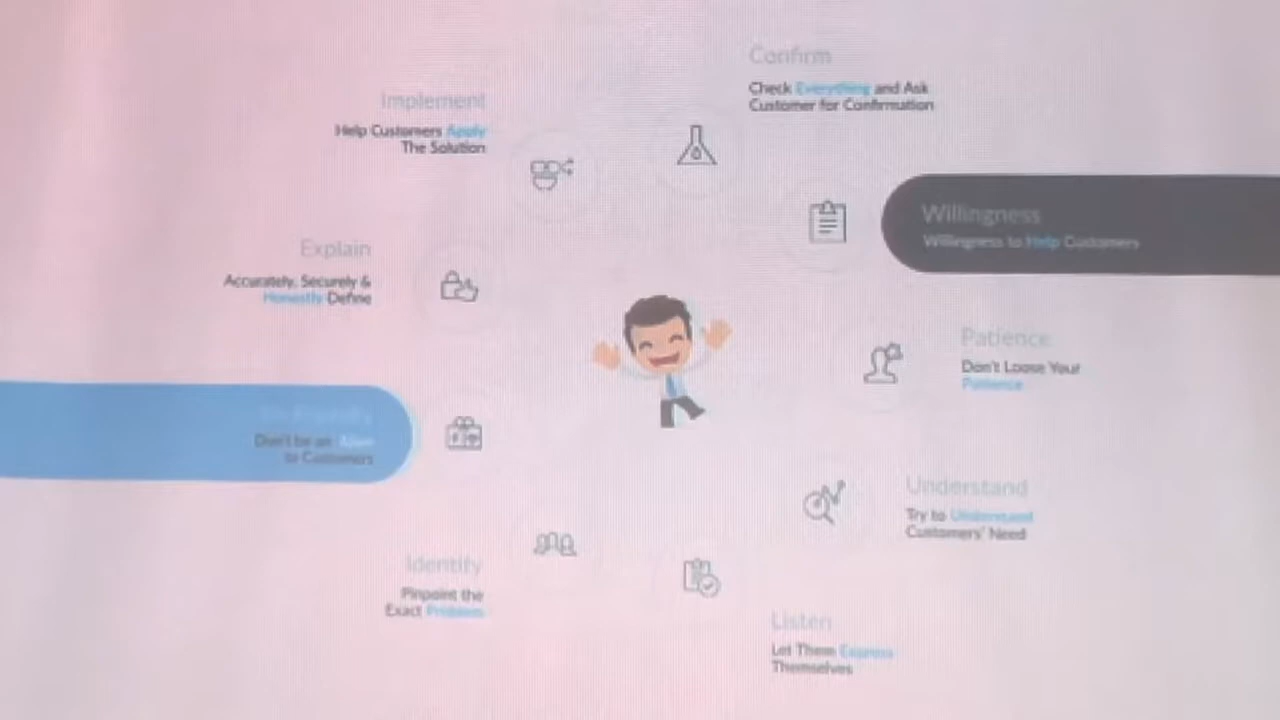 Confirm
Check Everything and Ask
Customer for Confirmation
Willingness
Willingness to Help Customers
Patience
Don't Loose Your
Patience
Understand
Try to Understand
Customers' Need
Listen
Let Them Express
Themselves
Identify
Pinpoint the
Exact Problem
Don't be an
to Customers
Explain
Accurately, Securely &
Honestly Define
Implement
Help Customers Apply
The Solution